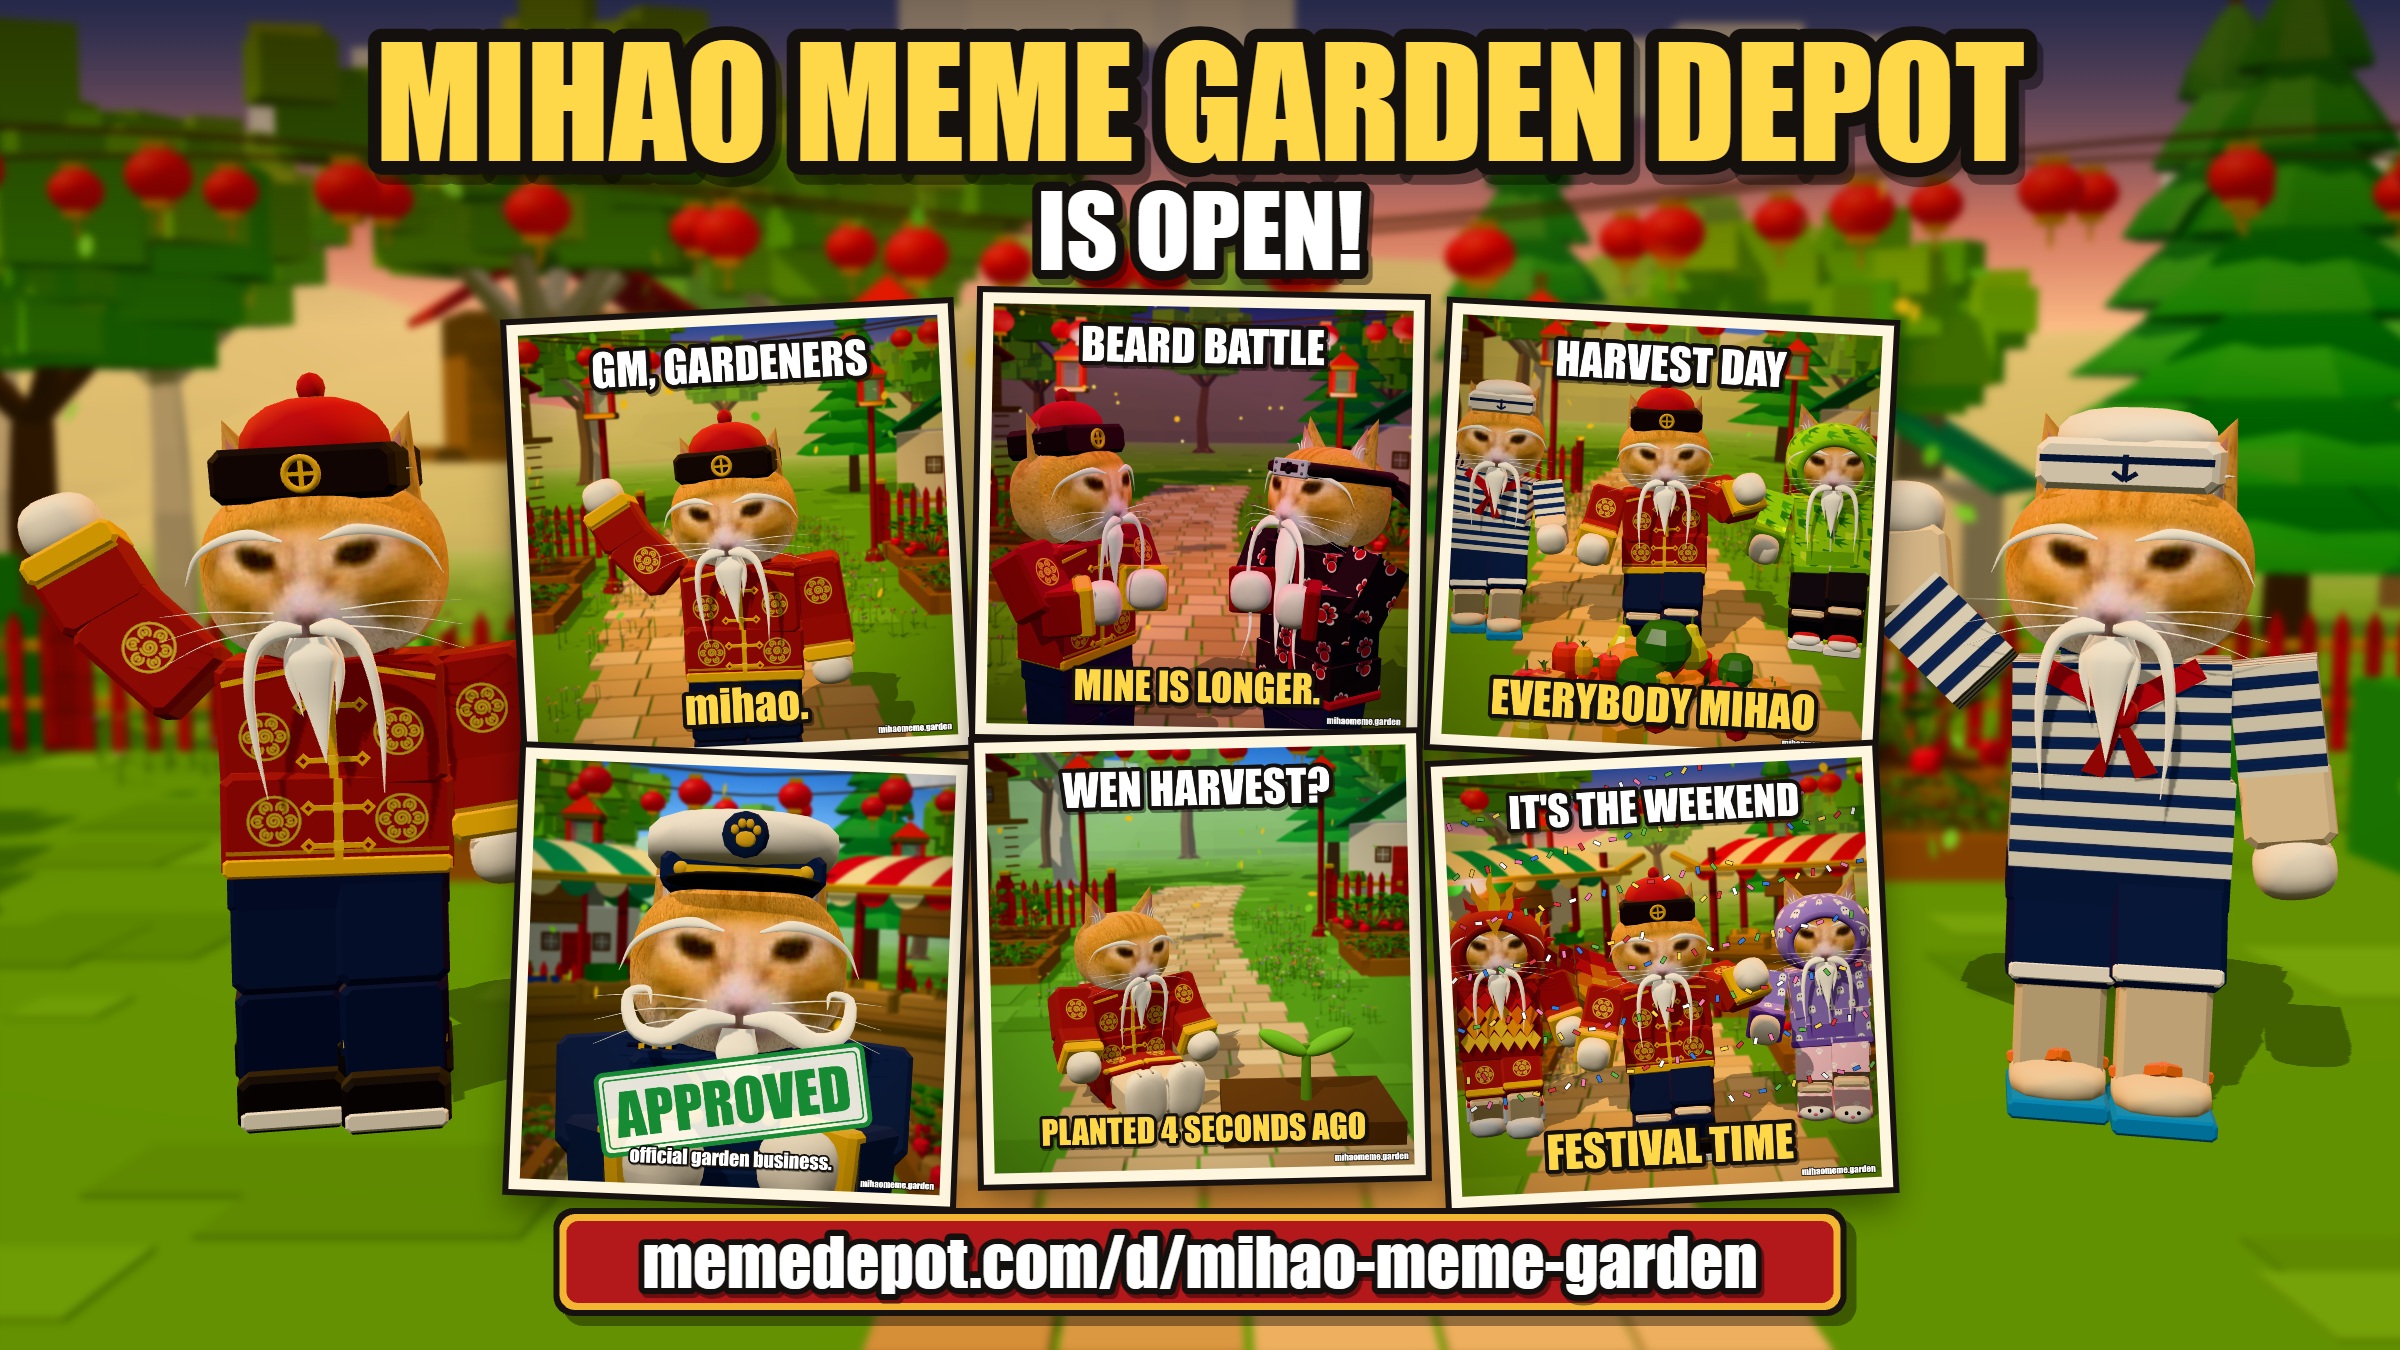 MIHAO MEME GARDEN DEPOT
IS OPEN!
GM, GARDENERS
mihao.
mihaomeme.garden
BEARD BATTLE
MINE IS LONGER.
mihaomeme.garden
HARVEST DAY
EVERYBODY MIHAO
APPROVED
official garden business.
mihaomeme.garden
WEN HARVEST?
PLANTED 4 SECONDS AGO
mihaomeme.garden
IT'S THE WEEKEND
FESTIVAL TIME
mihaomeme.garden
memedepot.com/d/mihao-meme-garden